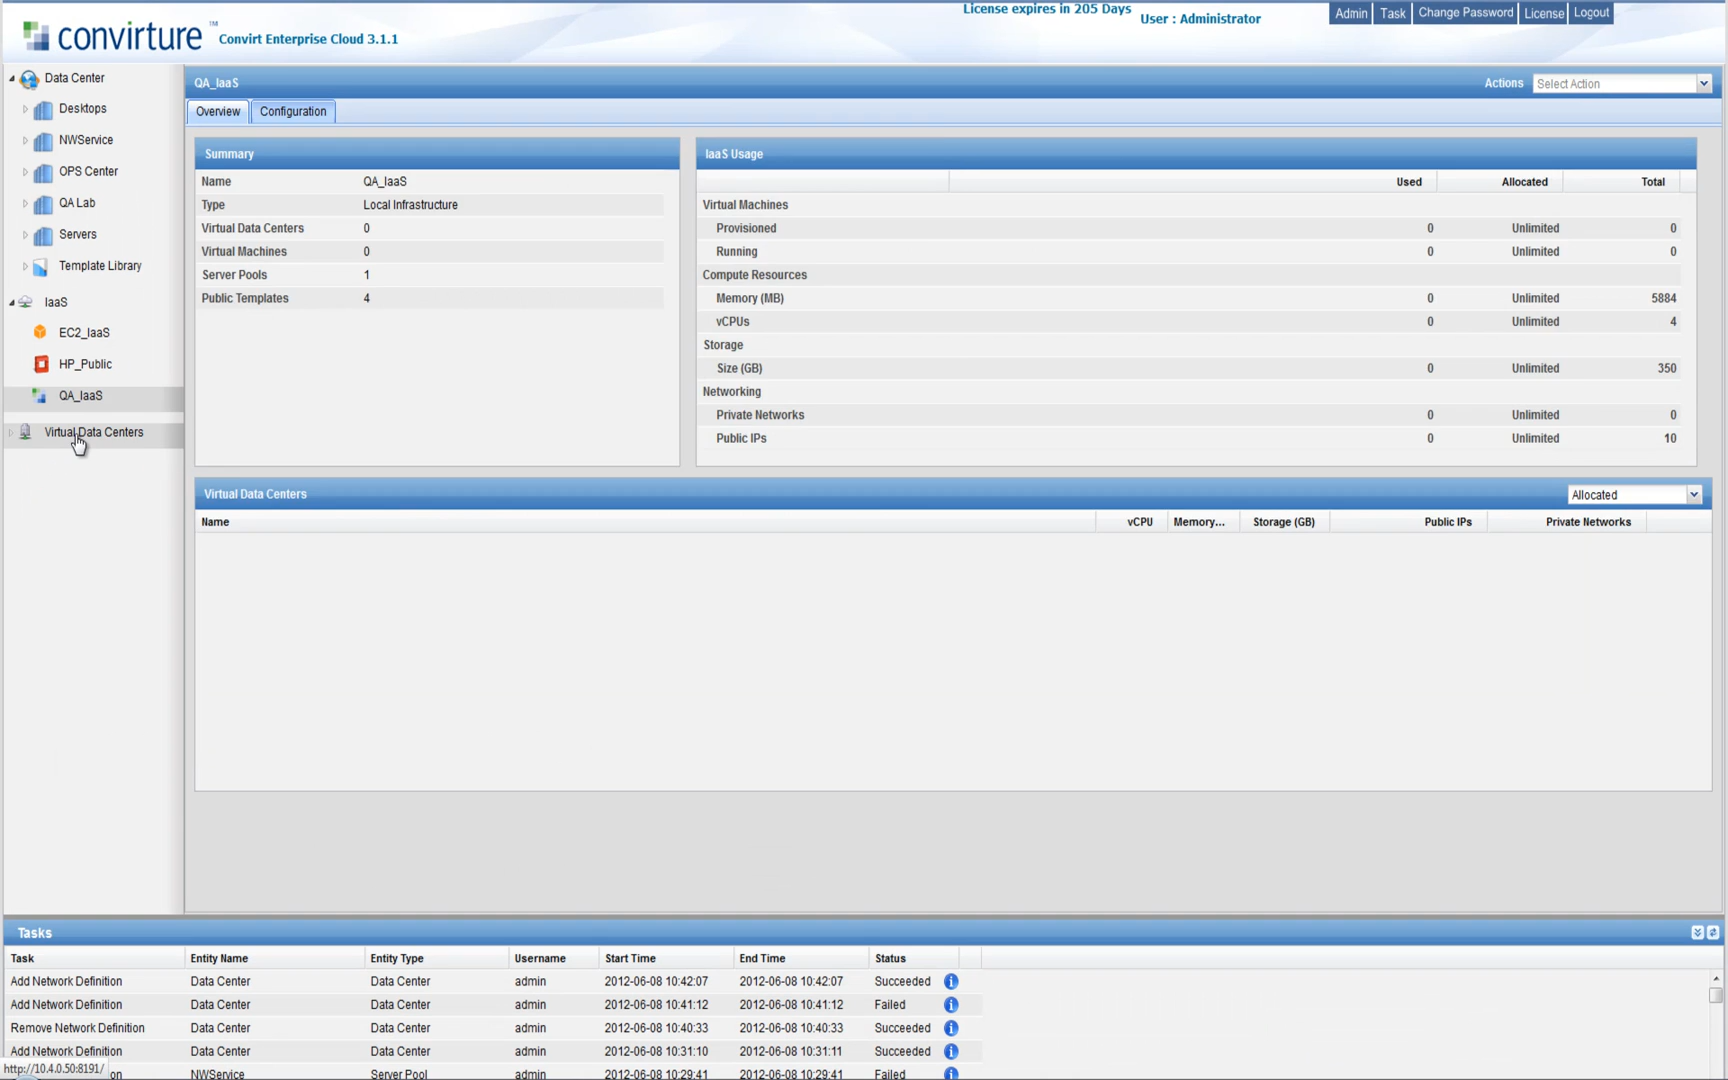 License expires in 205 Days
User : Administrator
Admin Task Change Password License Logout
convirture™ Convirt Enterprise Cloud 3.1.1
Data Center
Desktops
NWService
OPS Center
QA Lab
Servers
Template Library
IaaS
EC2_IaaS
HP_Public
QA_IaaS
Virtual Data Centers
QA_IaaS
Actions Select Action
Overview Configuration
Summary
Name QA_IaaS
Type Local Infrastructure
Virtual Data Centers 0
Virtual Machines 0
Server Pools 1
Public Templates 4
IaaS Usage
Used Allocated Total
Virtual Machines
Provisioned 0 Unlimited 0
Running 0 Unlimited 0
Compute Resources
Memory (MB) 0 Unlimited 5884
vCPUs 0 Unlimited 4
Storage
Size (GB) 0 Unlimited 350
Networking
Private Networks 0 Unlimited 0
Public IPs 0 Unlimited 10
Virtual Data Centers Allocated
Name vCPU Memory... Storage (GB) Public IPs Private Networks
Tasks
Task Entity Name Entity Type Username Start Time End Time Status
Add Network Definition Data Center Data Center admin 2012-06-08 10:42:07 2012-06-08 10:42:07 Succeeded
Add Network Definition Data Center Data Center admin 2012-06-08 10:41:12 2012-06-08 10:41:12 Failed
Remove Network Definition Data Center Data Center admin 2012-06-08 10:40:33 2012-06-08 10:40:33 Succeeded
Add Network Definition Data Center Data Center admin 2012-06-08 10:31:10 2012-06-08 10:31:11 Succeeded
on NWService Server Pool admin 2012-06-08 10:29:41 2012-06-08 10:29:41 Failed
http://10.4.0.50:8191/